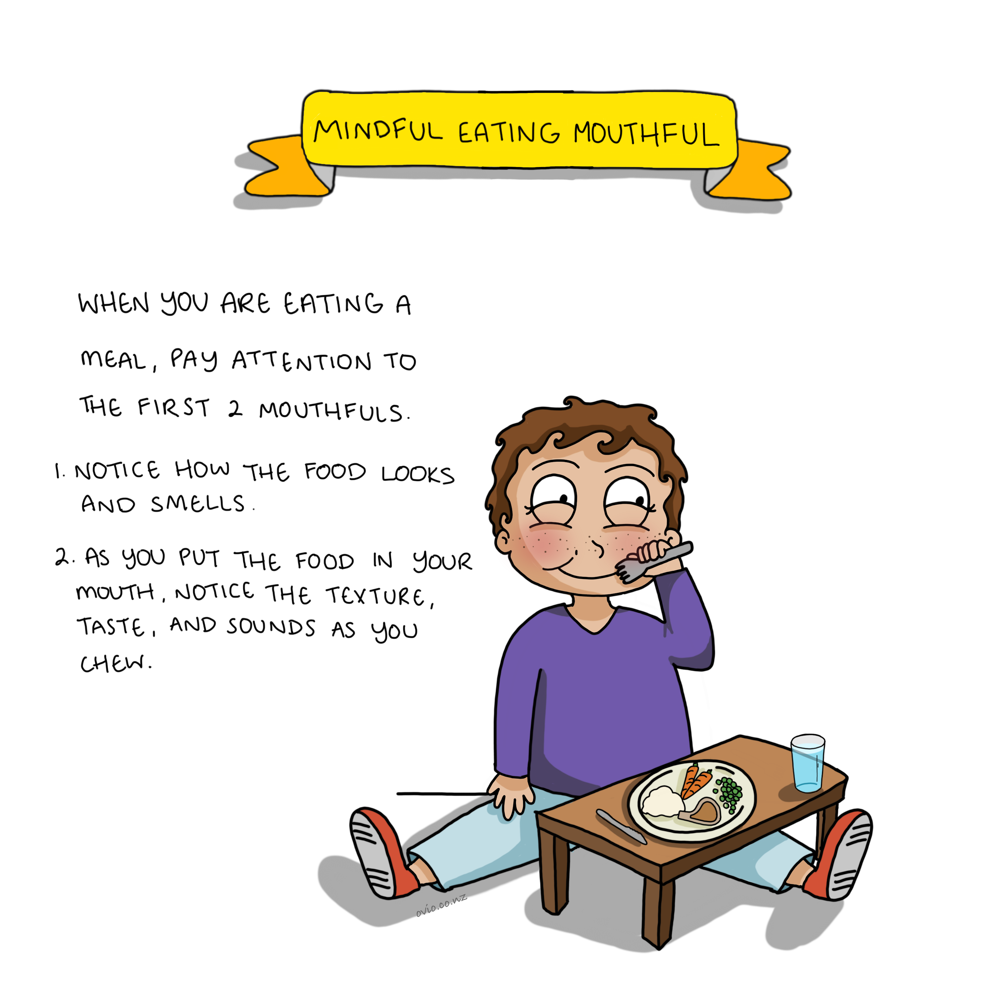 MINDFUL EATING MOUTHFUL
WHEN YOU ARE EATING A
MEAL, PAY ATTENTION TO
THE FIRST 2 MOUTHFULS.
1. NOTICE HOW THE FOOD LOOKS
AND SMELLS.
2. AS YOU PUT THE FOOD IN YOUR
MOUTH, NOTICE THE TEXTURE,
TASTE, AND SOUNDS AS YOU
CHEW.
ovio.co.nz